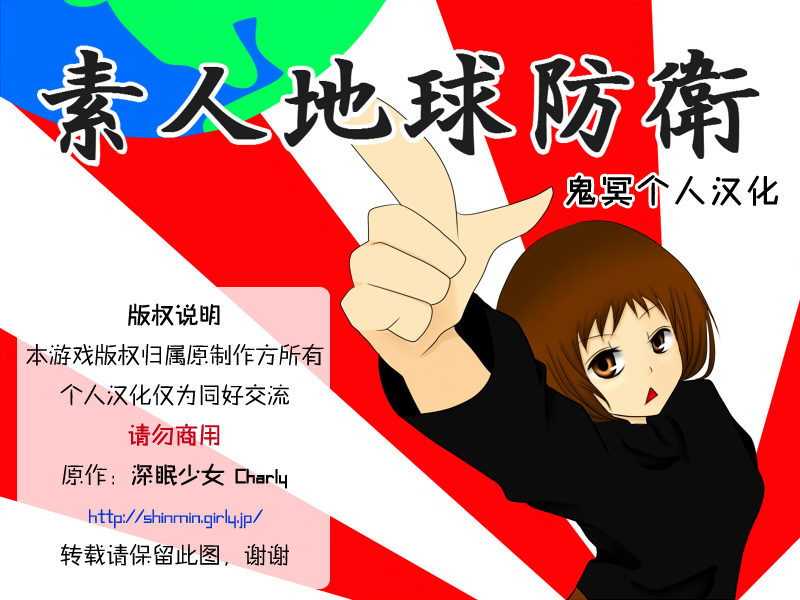 素人地球防衛
鬼冥个人汉化
版权说明
本游戏版权归属原制作方所有
个人汉化仅为同好交流
请勿商用
原作：深眠少女 Charly
http://shinmin.girly.jp/
转载请保留此图，谢谢